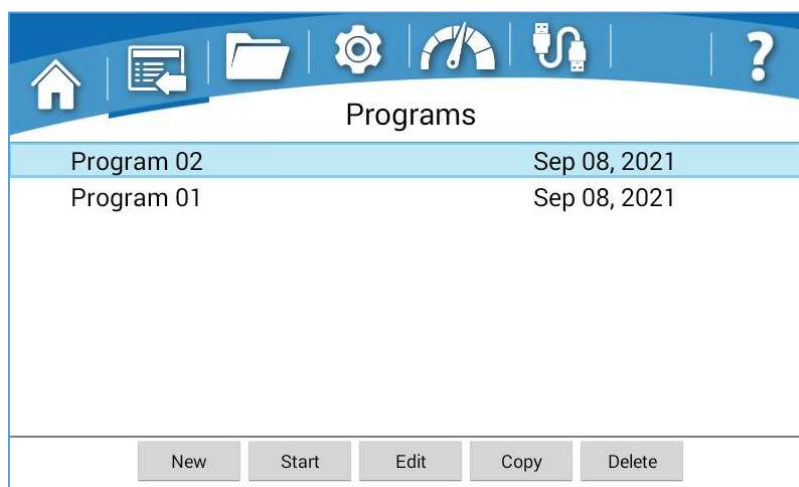 ?
Programs
Program 02 Sep 08, 2021
Program 01 Sep 08, 2021
New Start Edit Copy Delete